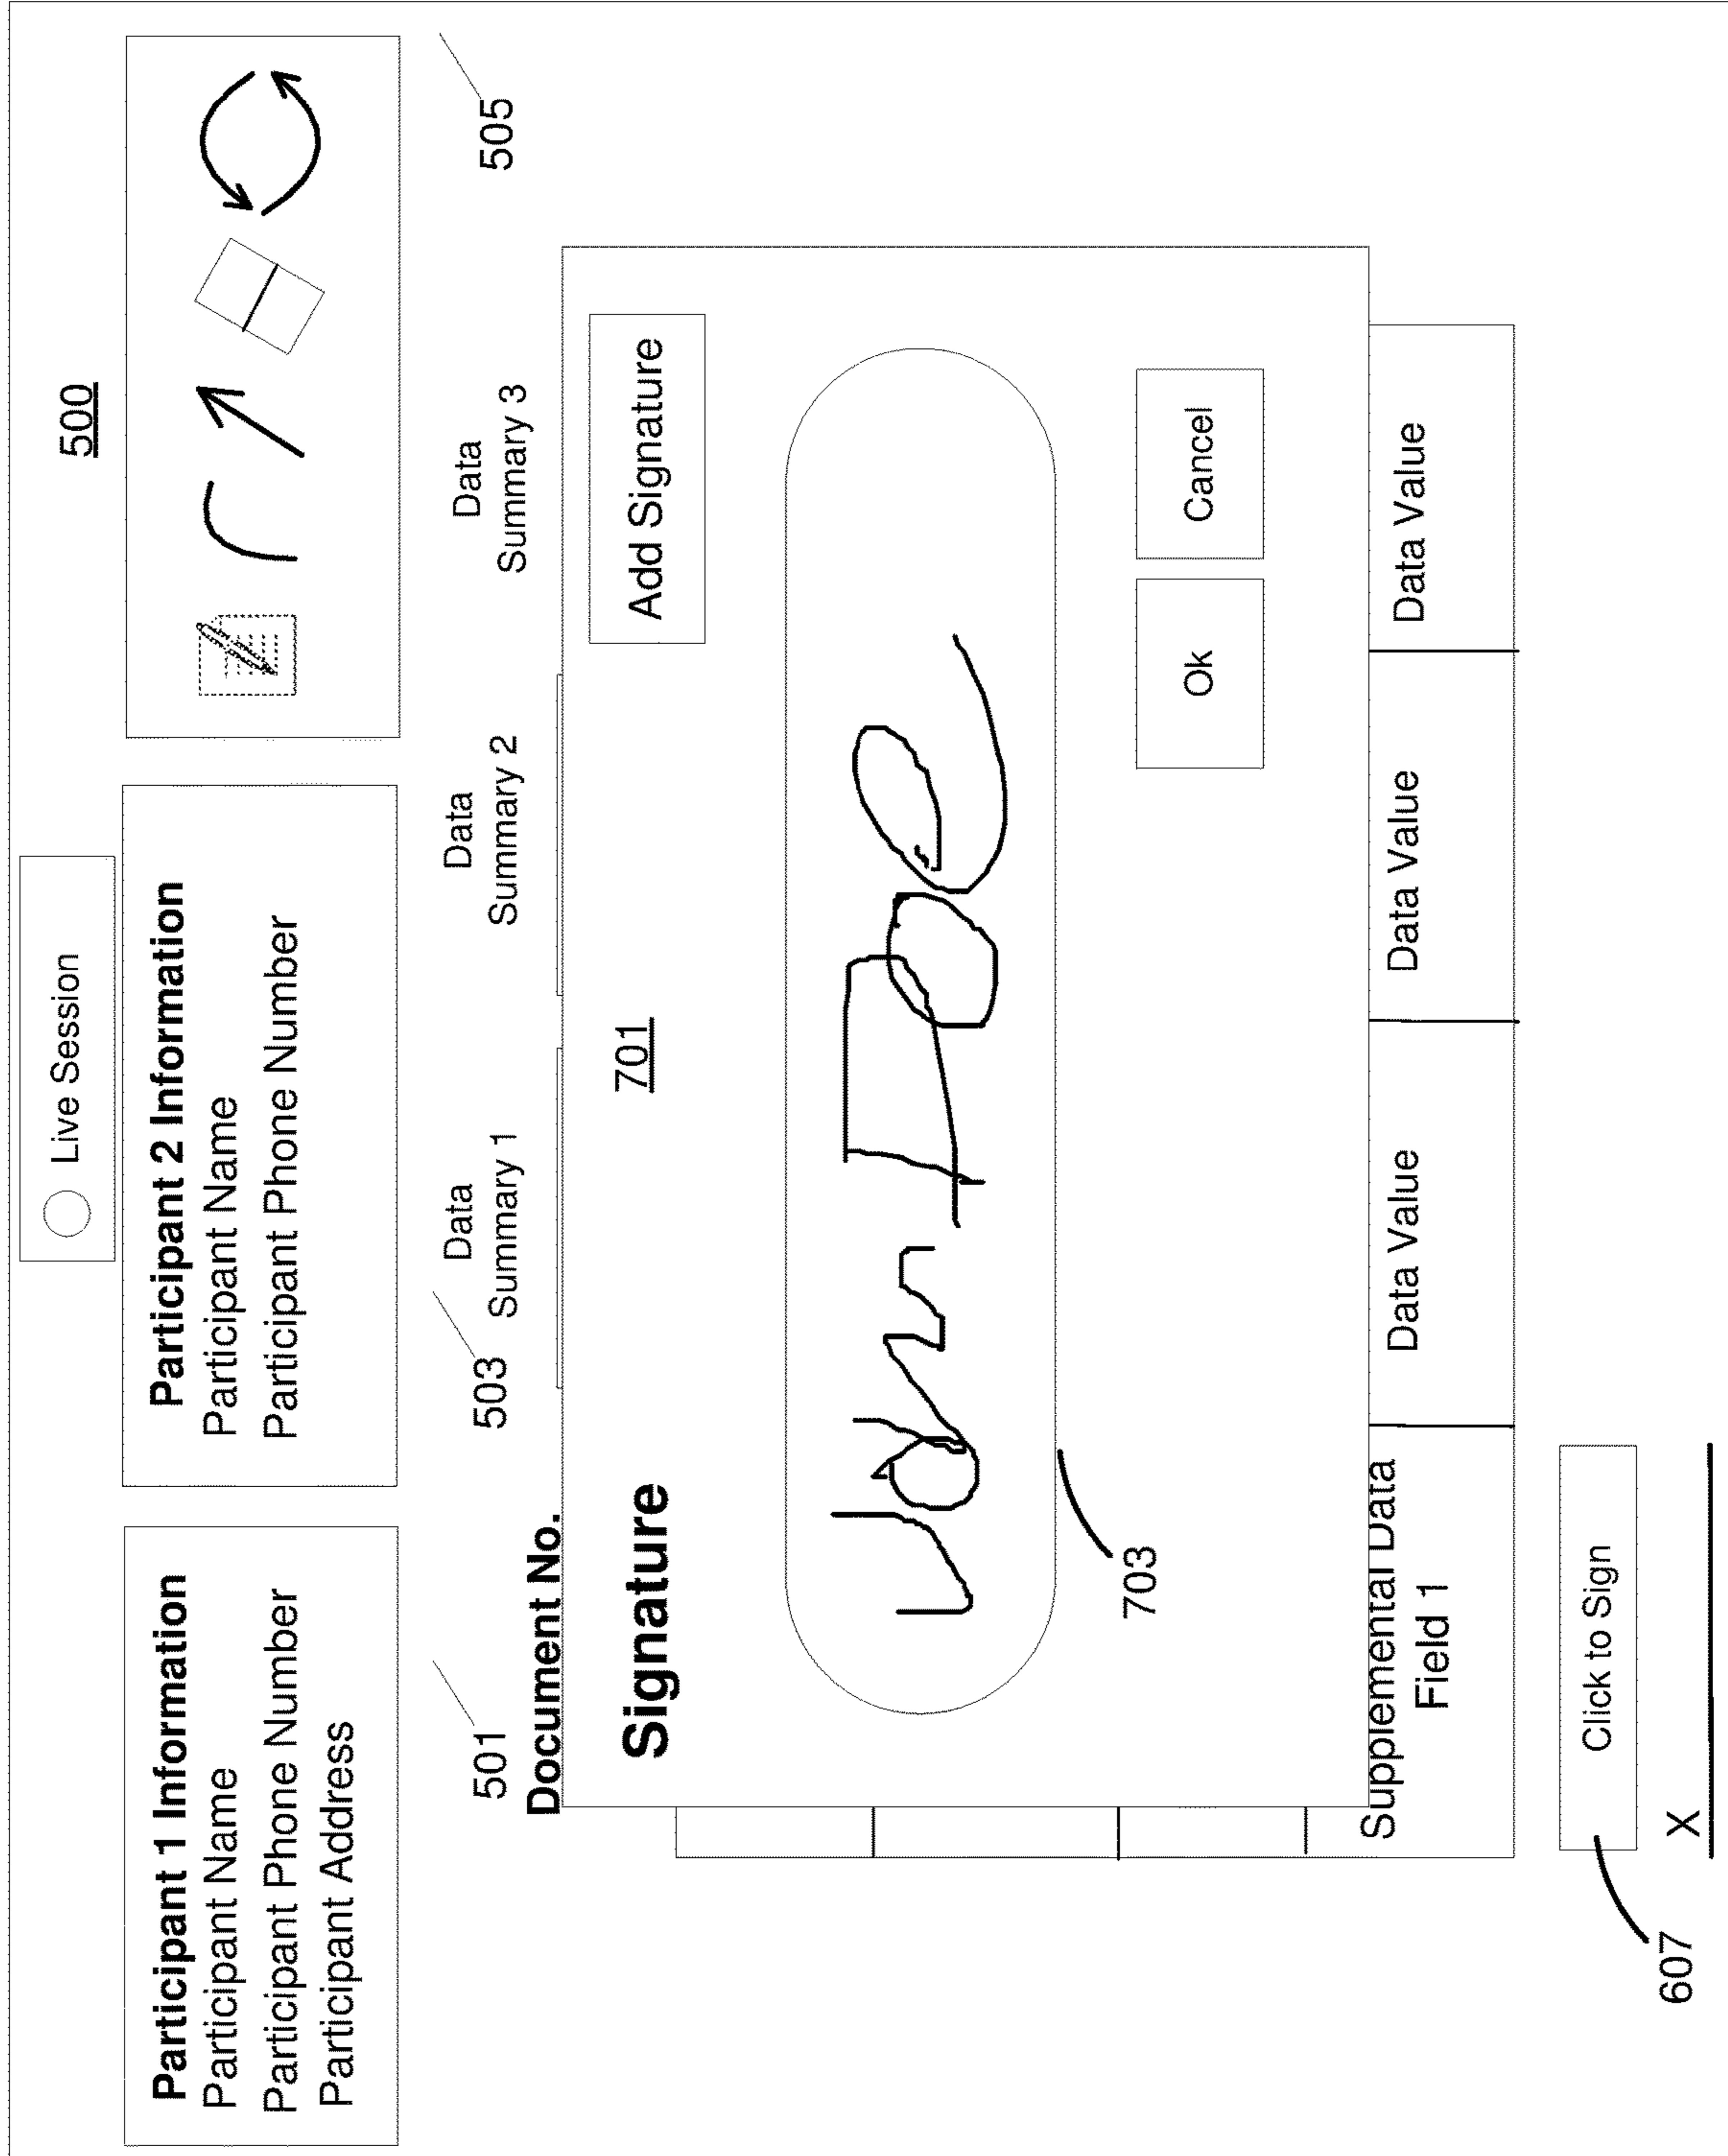 500
Live Session
Participant 1 Information
Participant Name
Participant Phone Number
Participant Address
Participant 2 Information
Participant Name
Participant Phone Number
501
503
505
Document No.
Data
Summary 1
Data
Summary 2
Data
Summary 3
Signature
701
Add Signature
John Doe
703
Ok
Cancel
Supplemental Data
Field 1
Data Value
Data Value
Data Value
607
Click to Sign
X